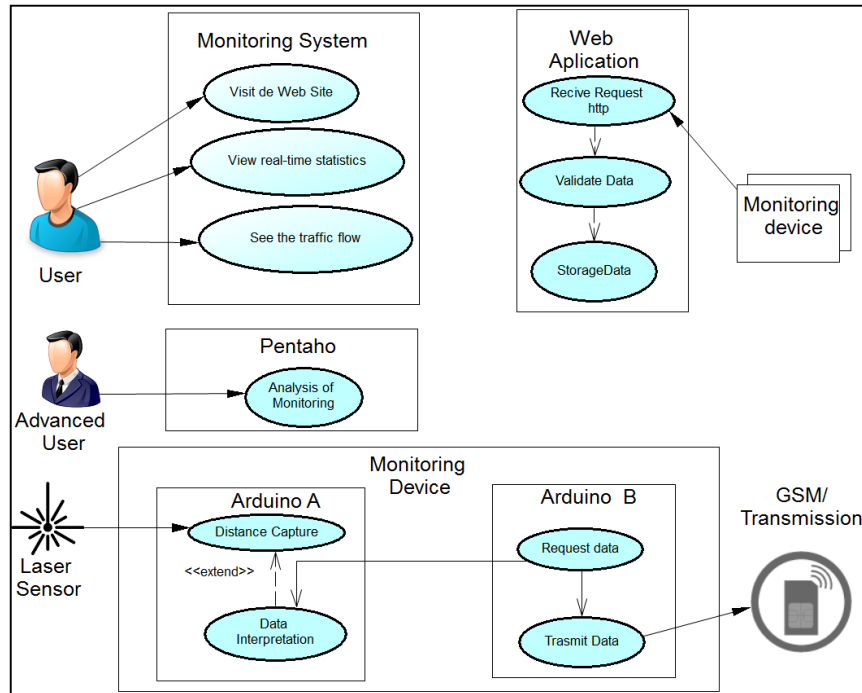 Monitoring System
Visit de Web Site
View real-time statistics
See the traffic flow
User
Web
Aplication
Recive Request
http
Validate Data
StorageData
Monitoring
device
Pentaho
Analysis of
Monitoring
Advanced
User
Monitoring
Device
Arduino A
Distance Capture
<<extend>>
Data
Interpretation
Laser
Sensor
Arduino B
Request data
Trasmit Data
GSM/
Transmission